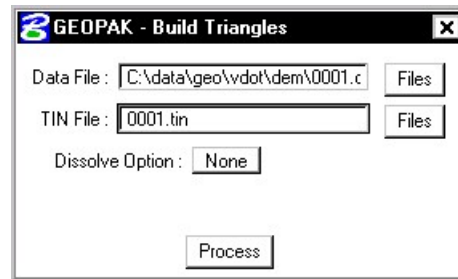 GEOPAK - Build Triangles
Data File : C:\data\geo\vdot\dem\0001.c Files
TIN File : 0001.tin Files
Dissolve Option : None
Process